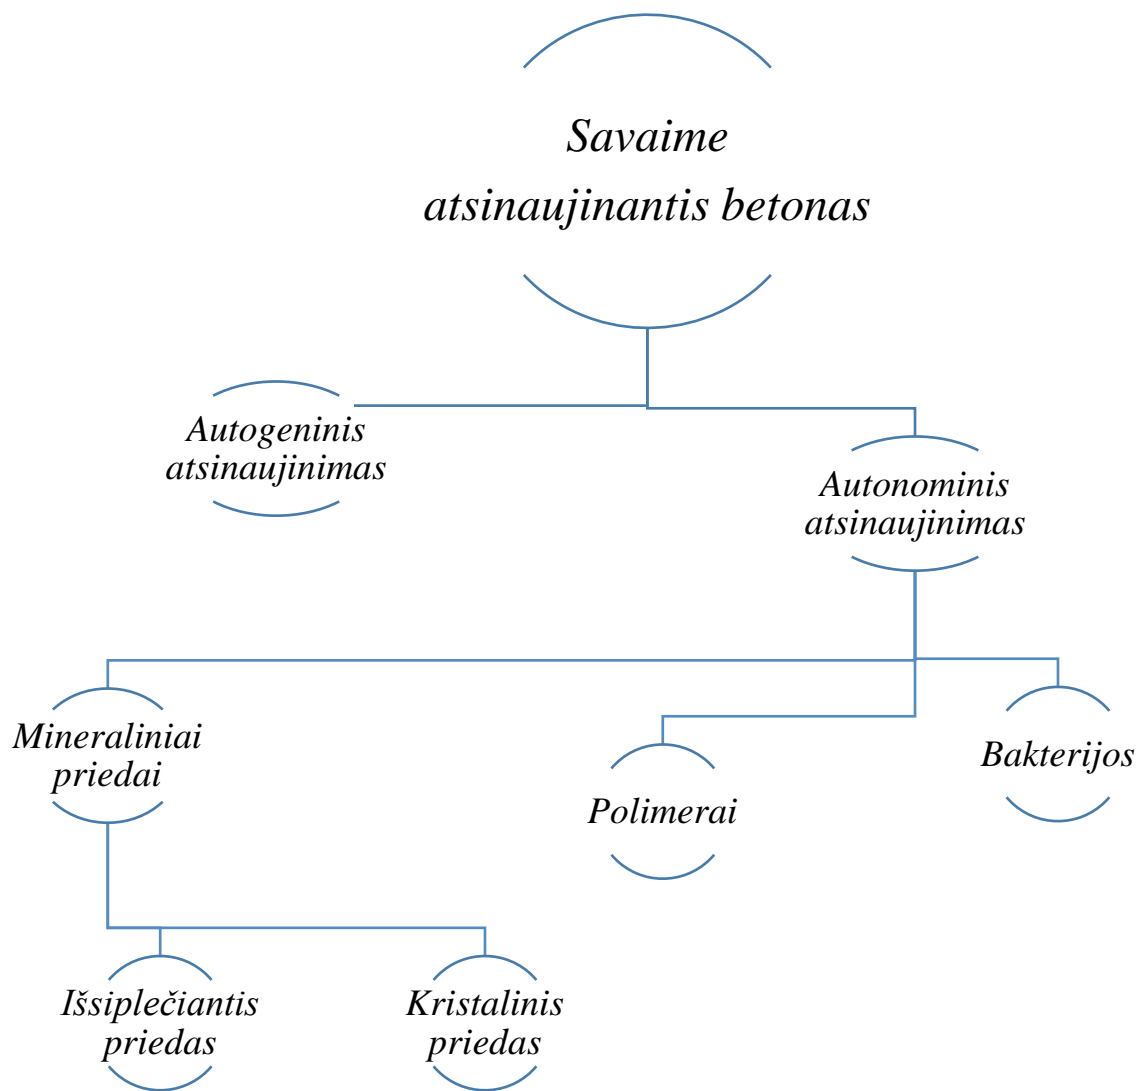 Savaime
atsinaujinantis betonas
Autogeninis
atsinaujinimas
Autonominis
atsinaujinimas
Mineraliniai
priedai
Polimerai
Bakterijos
Išsiplečiantis
priedas
Kristalinis
priedas